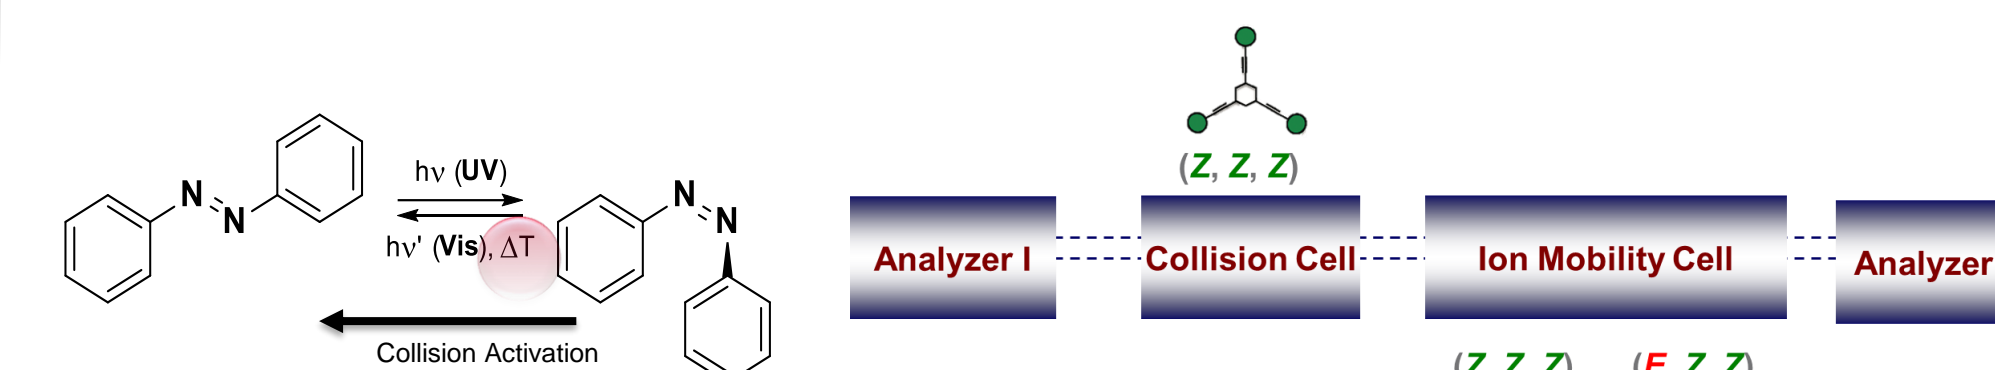 N
N
hν (UV)
hν' (Vis), ΔT
Collision Activation
N
N
(Z, Z, Z)
Analyzer I
Collision Cell
Ion Mobility Cell
Analyzer
(Z, Z, Z)
(E, Z, Z)